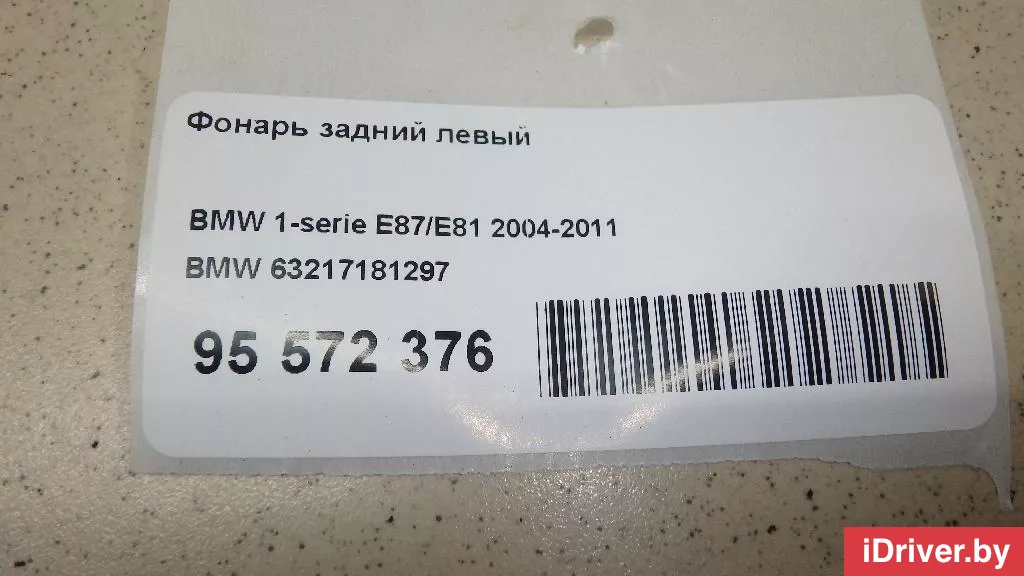 Фонарь задний левый
BMW 1-serie E87/E81 2004-2011
BMW 63217181297
95 572 376
iDriver.by